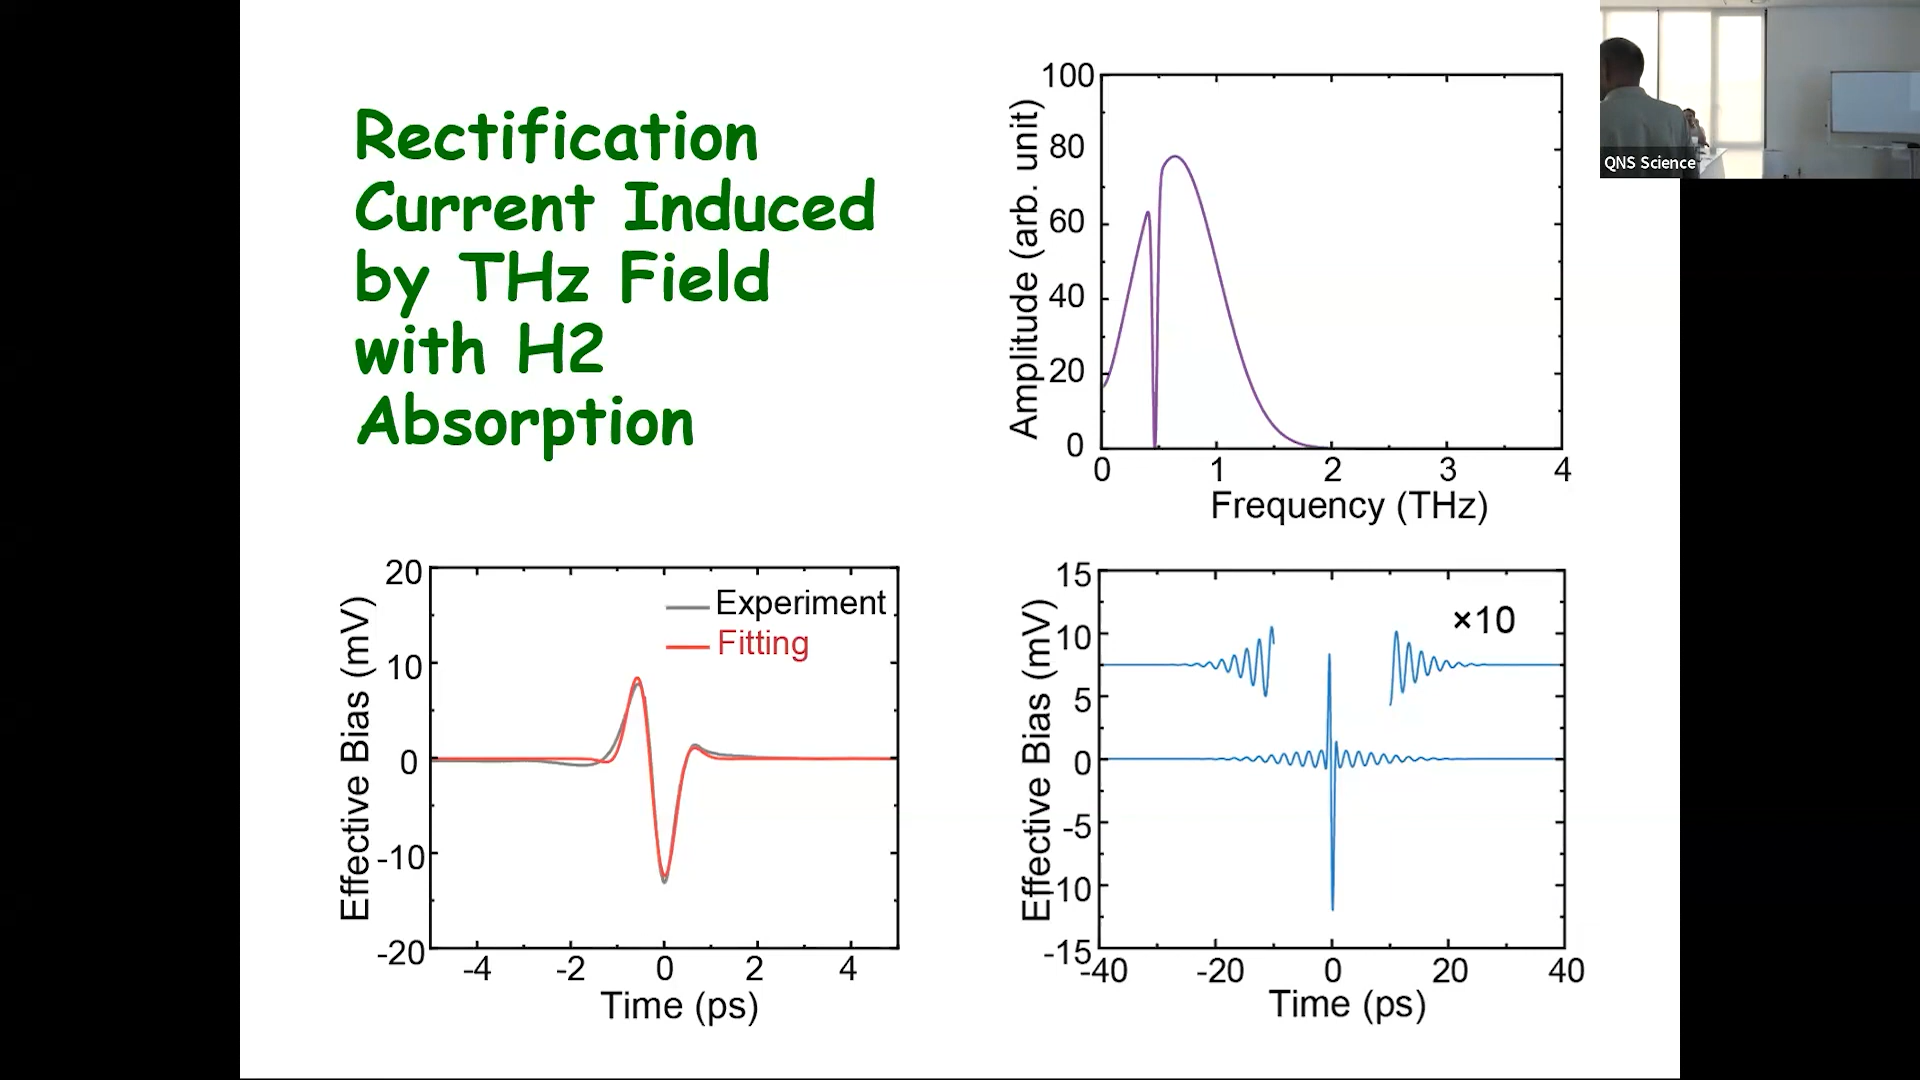 Rectification
Current Induced
by THz Field
with H2
Absorption
100
80
60
40
20
0
Amplitude (arb. unit)
0 1 2 3 4
Frequency (THz)
QNS Science
20
10
0
-10
-20
Effective Bias (mV)
Experiment
Fitting
-4 -2 0 2 4
Time (ps)
15
10
5
0
-5
-10
-15
Effective Bias (mV)
×10
-40 -20 0 20 40
Time (ps)